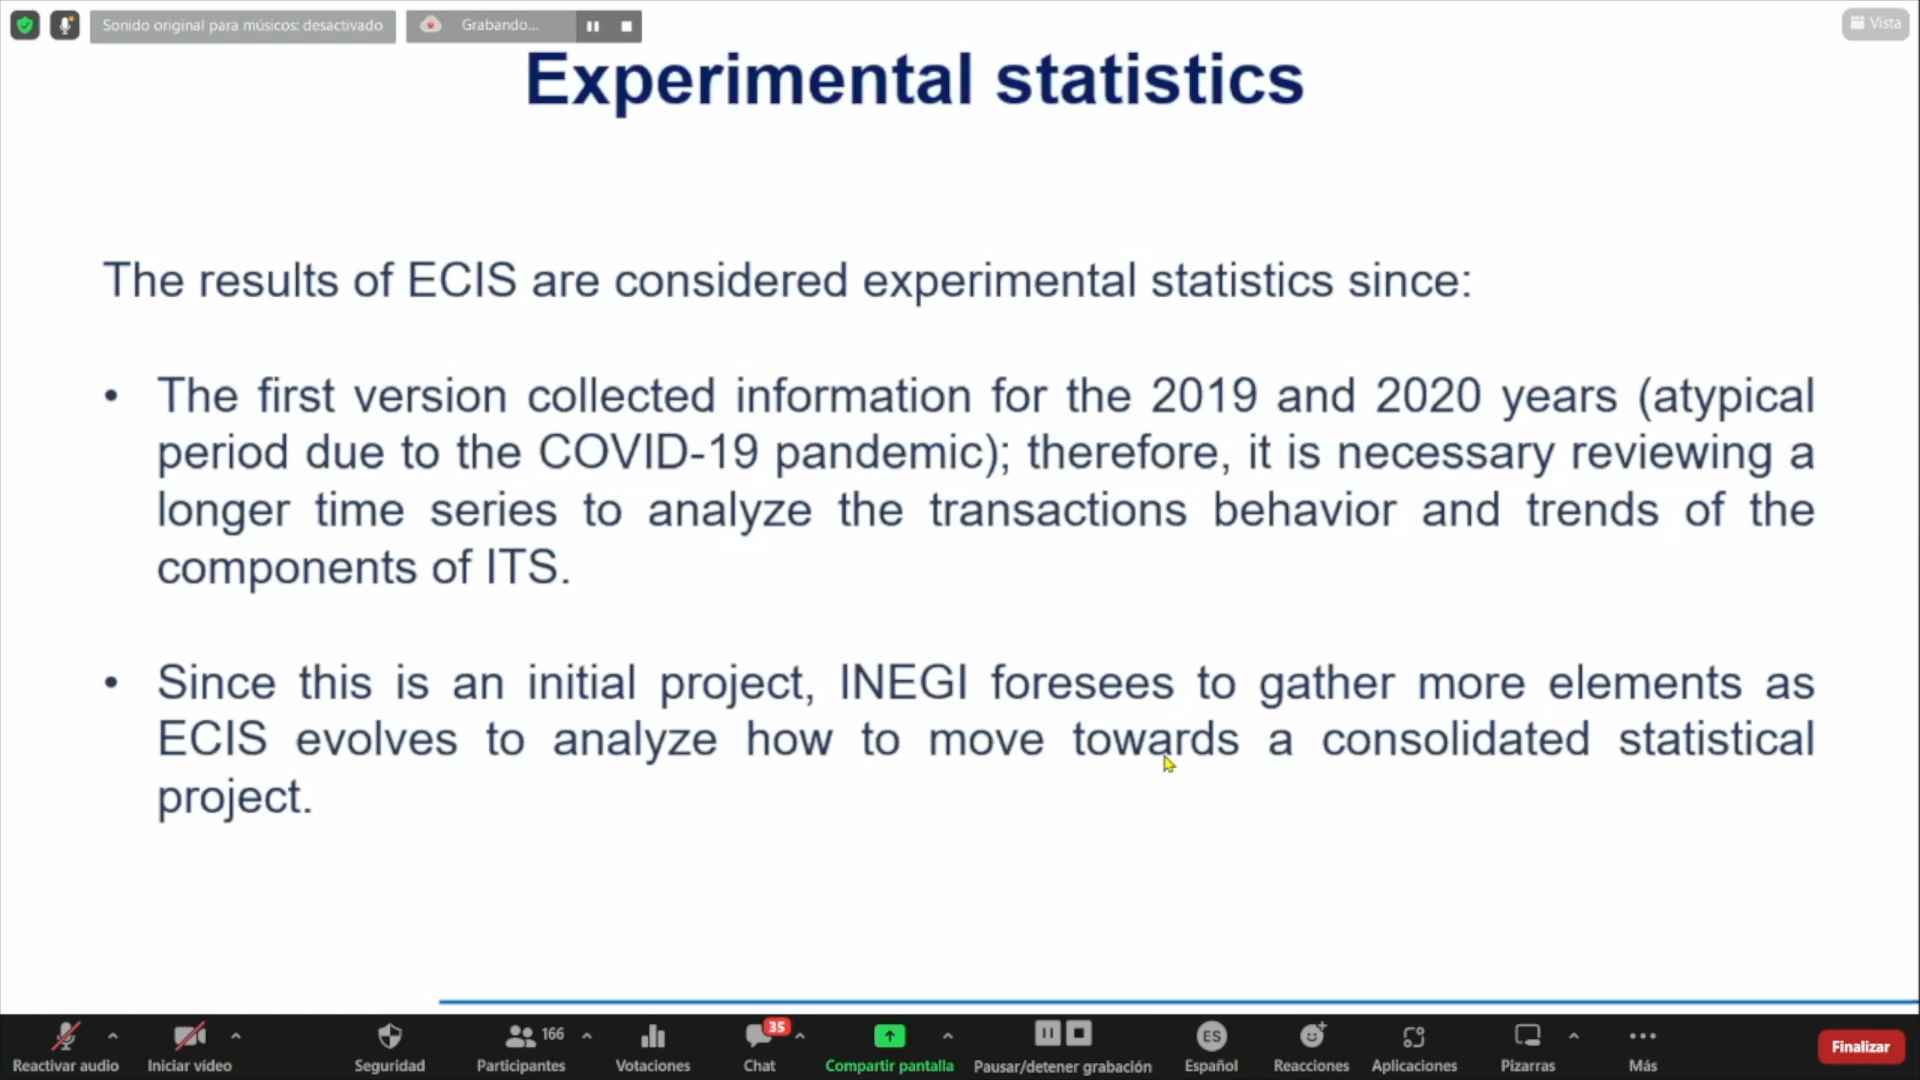 Sonido original para músicos: desactivado
Grabando...
Vista
Experimental statistics
The results of ECIS are considered experimental statistics since:
• The first version collected information for the 2019 and 2020 years (atypical
period due to the COVID-19 pandemic); therefore, it is necessary reviewing a
longer time series to analyze the transactions behavior and trends of the
components of ITS.
• Since this is an initial project, INEGI foresees to gather more elements as
ECIS evolves to analyze how to move towards a consolidated statistical
project.
166
35
ES
Reactivar audio
Iniciar vídeo
Seguridad
Participantes
Votaciones
Chat
Compartir pantalla
Pausar/detener grabación
Español
Reacciones
Aplicaciones
Pizarras
Más
Finalizar